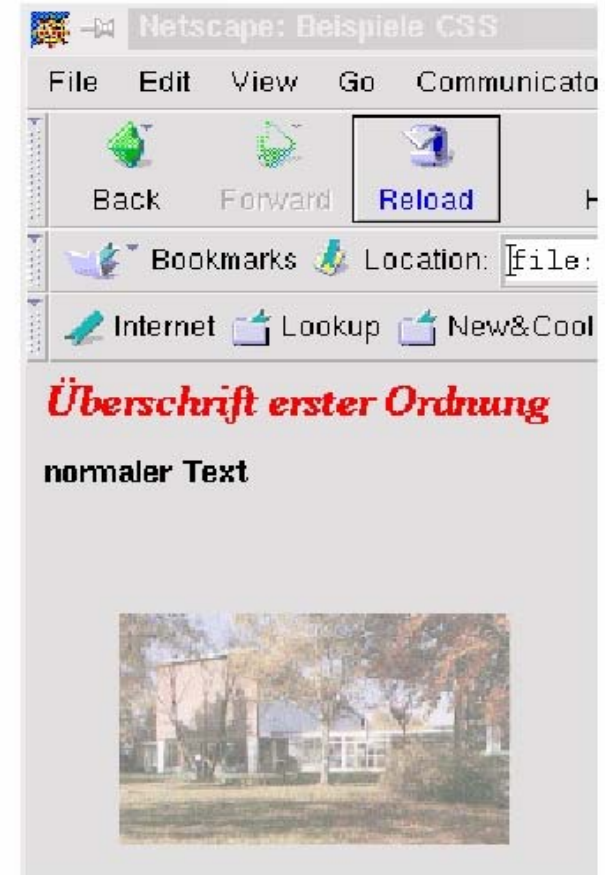 Netscape: Beispiele CSS
File Edit View Go Communicato
Back Forward Reload H
Bookmarks Location: file:
Internet Lookup New&Cool
Überschrift erster Ordnung
normaler Text